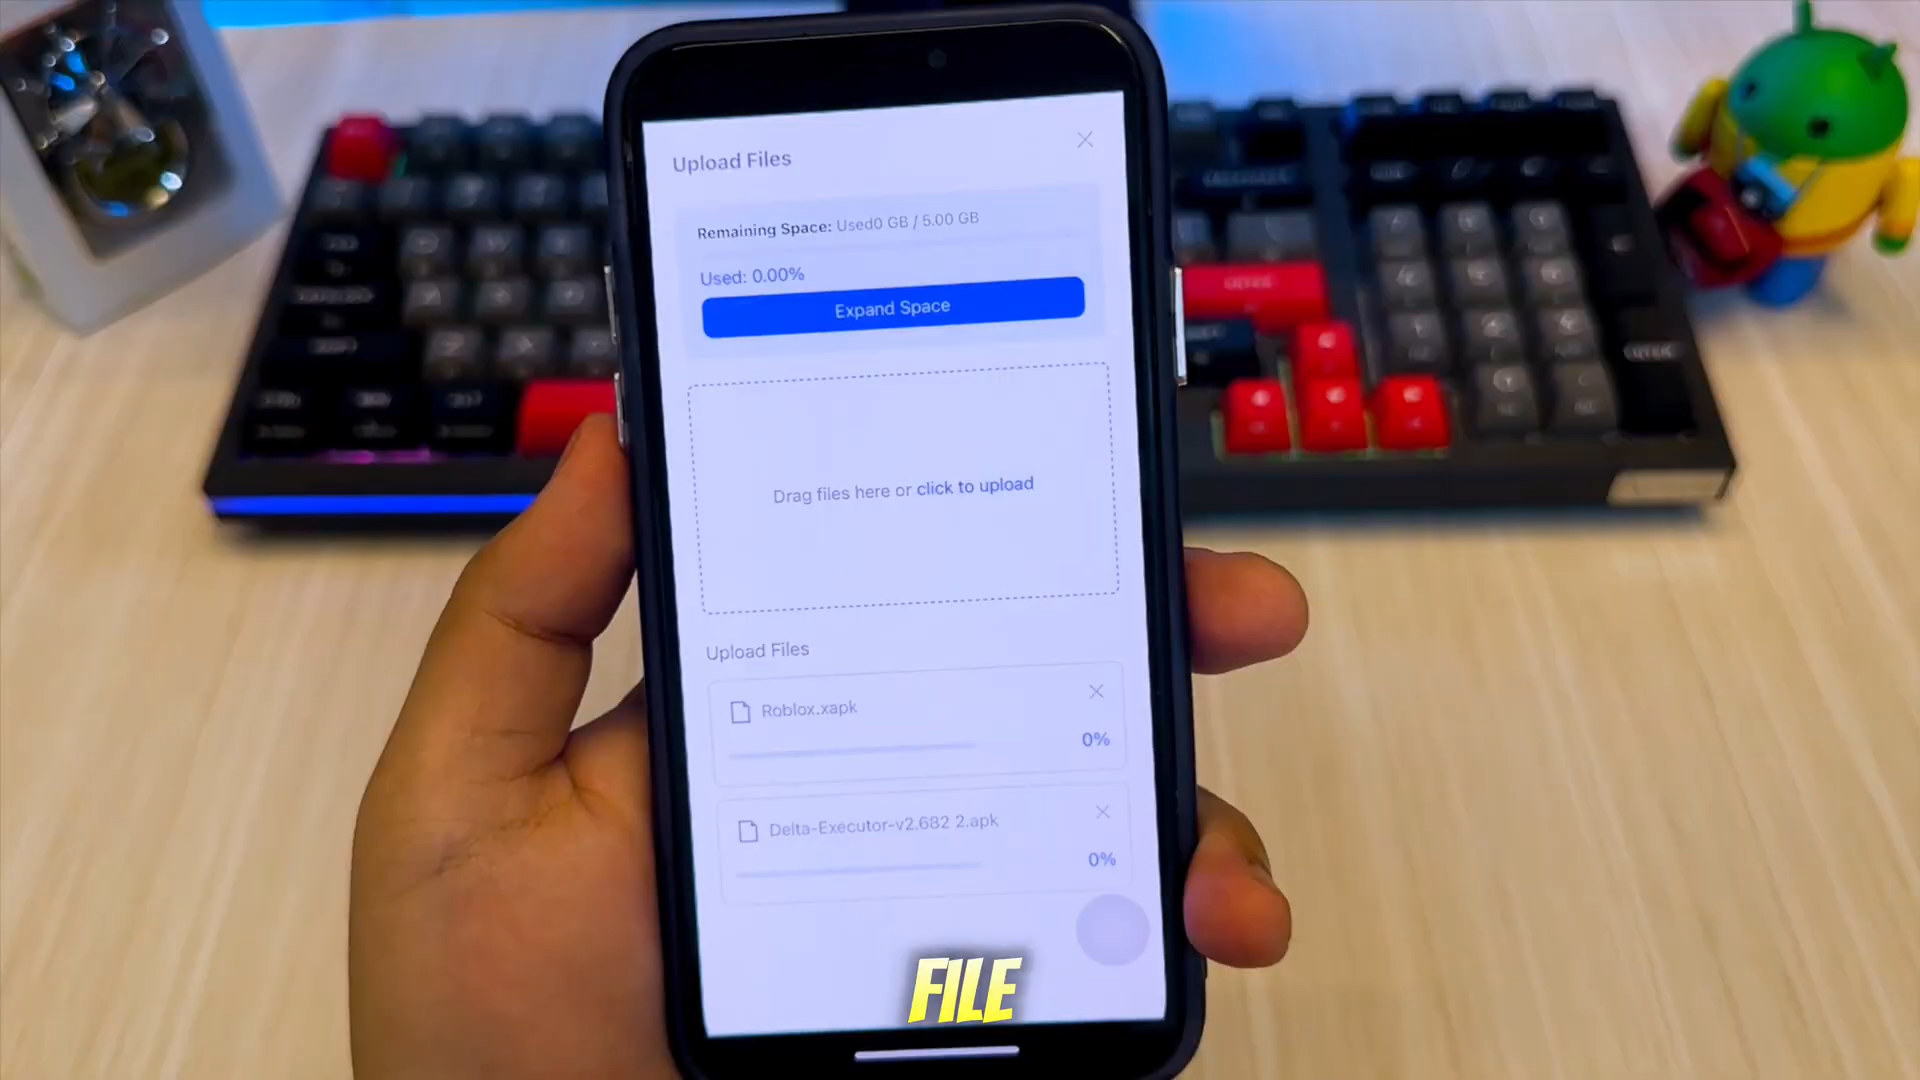 Upload Files
Remaining Space: Used0 GB / 5.00 GB
Used: 0.00%
Expand Space
Drag files here or click to upload
Upload Files
Roblox.xapk
0%
Delta-Executor-v2.682 2.apk
0%
FILE